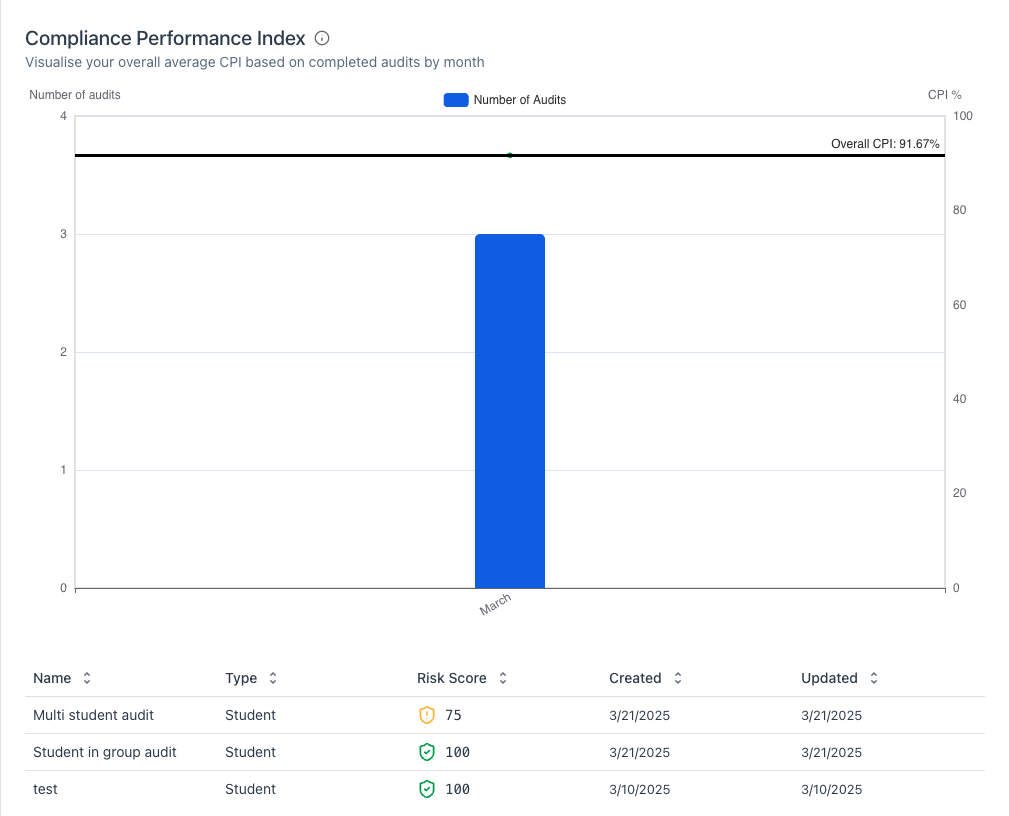 Compliance Performance Index
Visualise your overall average CPI based on completed audits by month
Number of audits
Number of Audits
CPI %
4
100
Overall CPI: 91.67%
80
3
60
2
40
1
20
0
0
March
Name Type Risk Score Created Updated
Multi student audit Student 75 3/21/2025 3/21/2025
Student in group audit Student 100 3/21/2025 3/21/2025
test Student 100 3/10/2025 3/10/2025